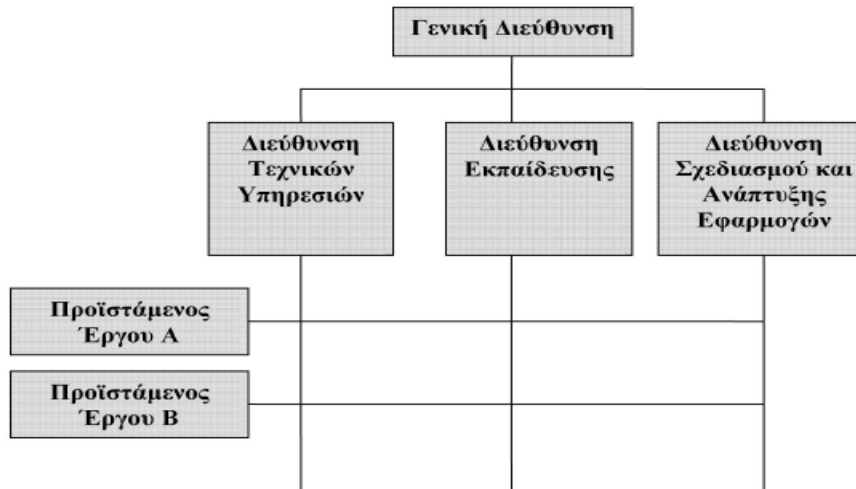 Γενική Διεύθυνση
Διεύθυνση
Τεχνικών
Υπηρεσιών
Διεύθυνση
Εκπαίδευσης
Διεύθυνση
Σχεδιασμού και
Ανάπτυξης
Εφαρμογών
Προϊστάμενος
Έργου Α
Προϊστάμενος
Έργου Β